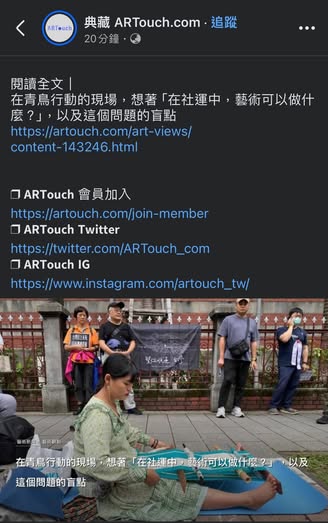 典藏 ARTouch.com · 追蹤
20 分鐘 ·
閱讀全文│
在青鳥行動的現場，想著「在社運中，藝術可以做什
麼？」，以及這個問題的盲點
https://artouch.com/art-views/
content-143246.html
❒ ARTouch 會員加入
https://artouch.com/join-member
❒ ARTouch Twitter
https://twitter.com/ARTouch_com
❒ ARTouch IG
https://www.instagram.com/artouch_tw/
在青鳥行動的現場，想著「在社運中，藝術可以做什麼？」，以及
這個問題的盲點